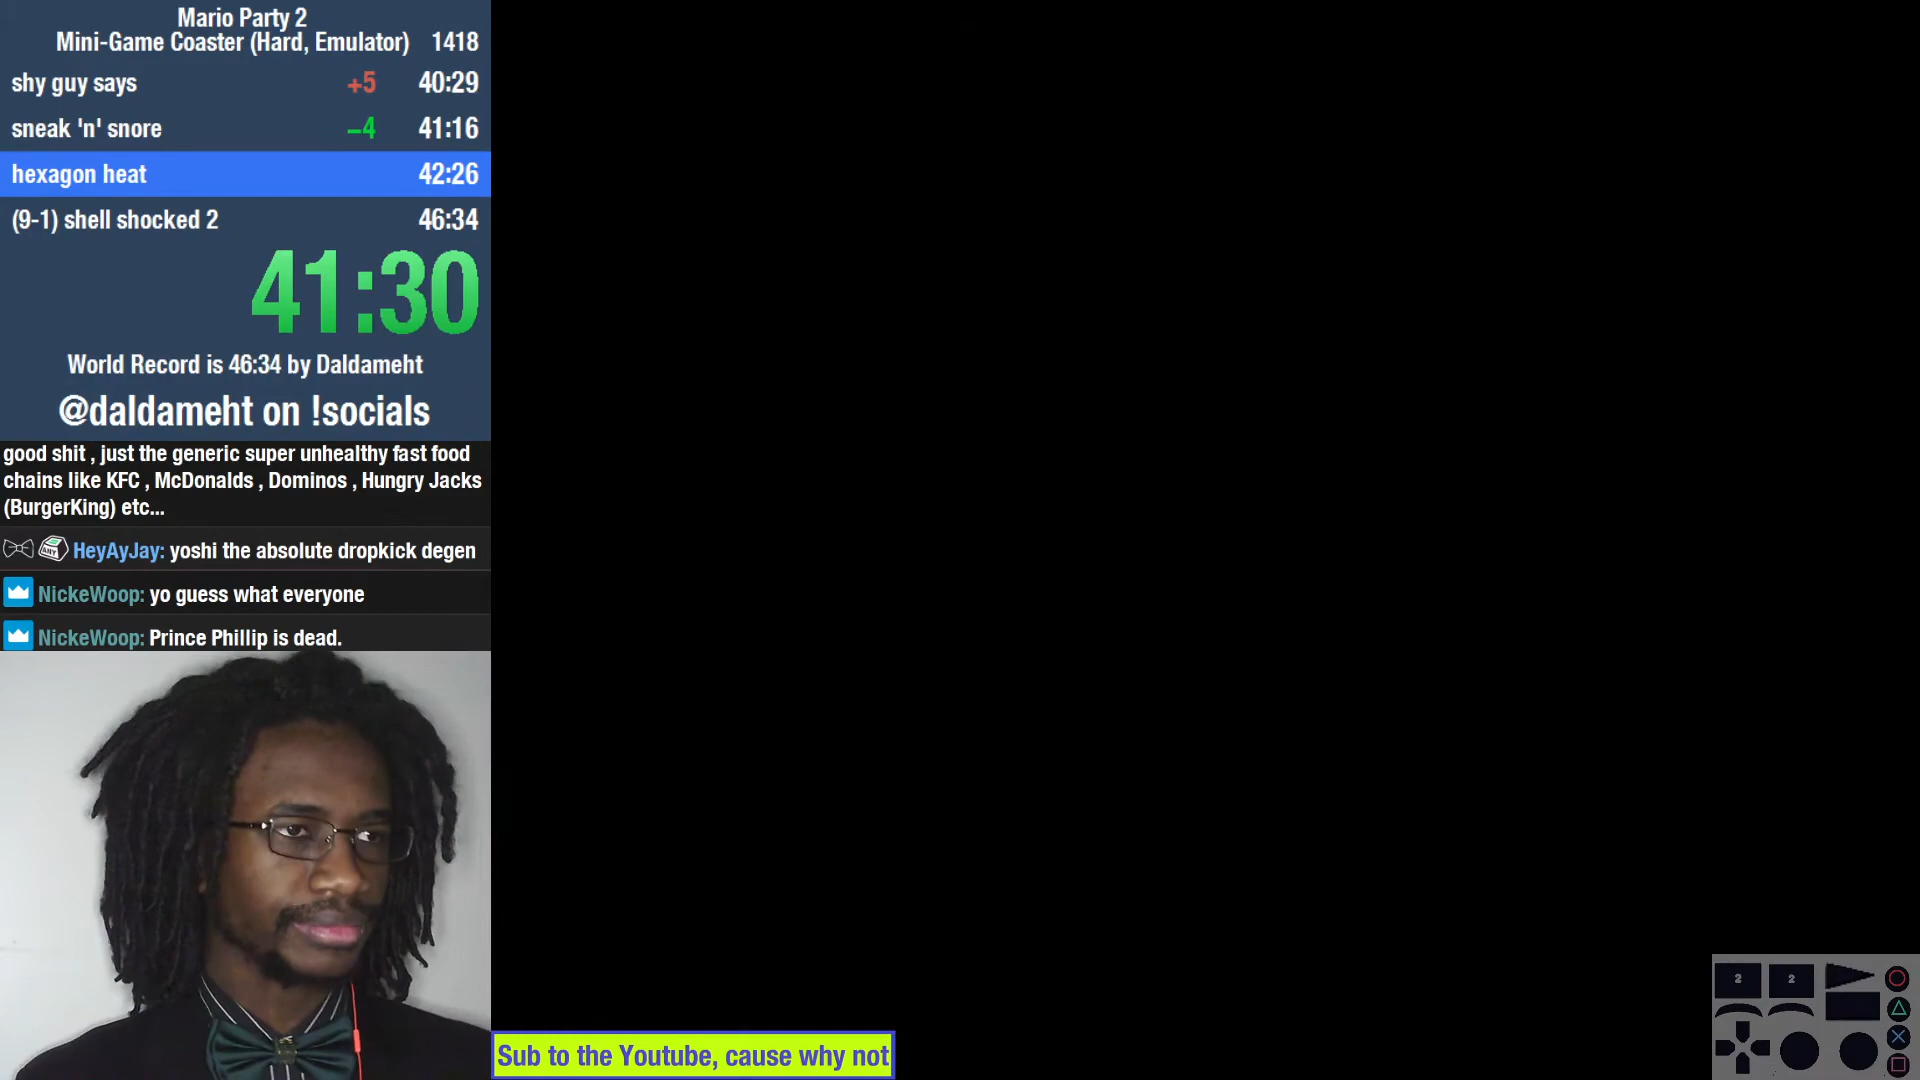 Mario Party 2
Mini-Game Coaster (Hard, Emulator) 1418
shy guy says +5 40:29
sneak 'n' snore −4 41:16
hexagon heat 42:26
(9-1) shell shocked 2 46:34
41:30
World Record is 46:34 by Daldameht
@daldameht on !socials
good shit , just the generic super unhealthy fast food
chains like KFC , McDonalds , Dominos , Hungry Jacks
(BurgerKing) etc...
ANY HeyAyJay: yoshi the absolute dropkick degen
NickeWoop: yo guess what everyone
NickeWoop: Prince Phillip is dead.
Sub to the Youtube, cause why not
2 2